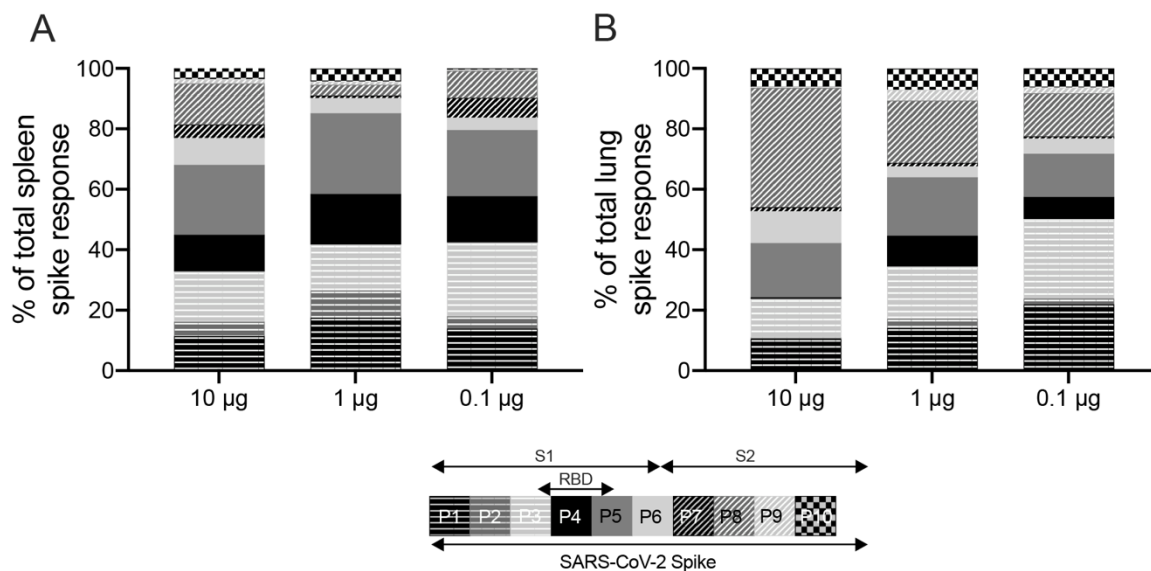 A
% of total spleen
spike response
100
80
60
40
20
0
10 µg 1 µg 0.1 µg
B
% of total lung
spike response
100
80
60
40
20
0
10 µg 1 µg 0.1 µg
S1 S2
RBD
P1 P2 P3 P4 P5 P6 P7 P8 P9 P10
SARS-CoV-2 Spike